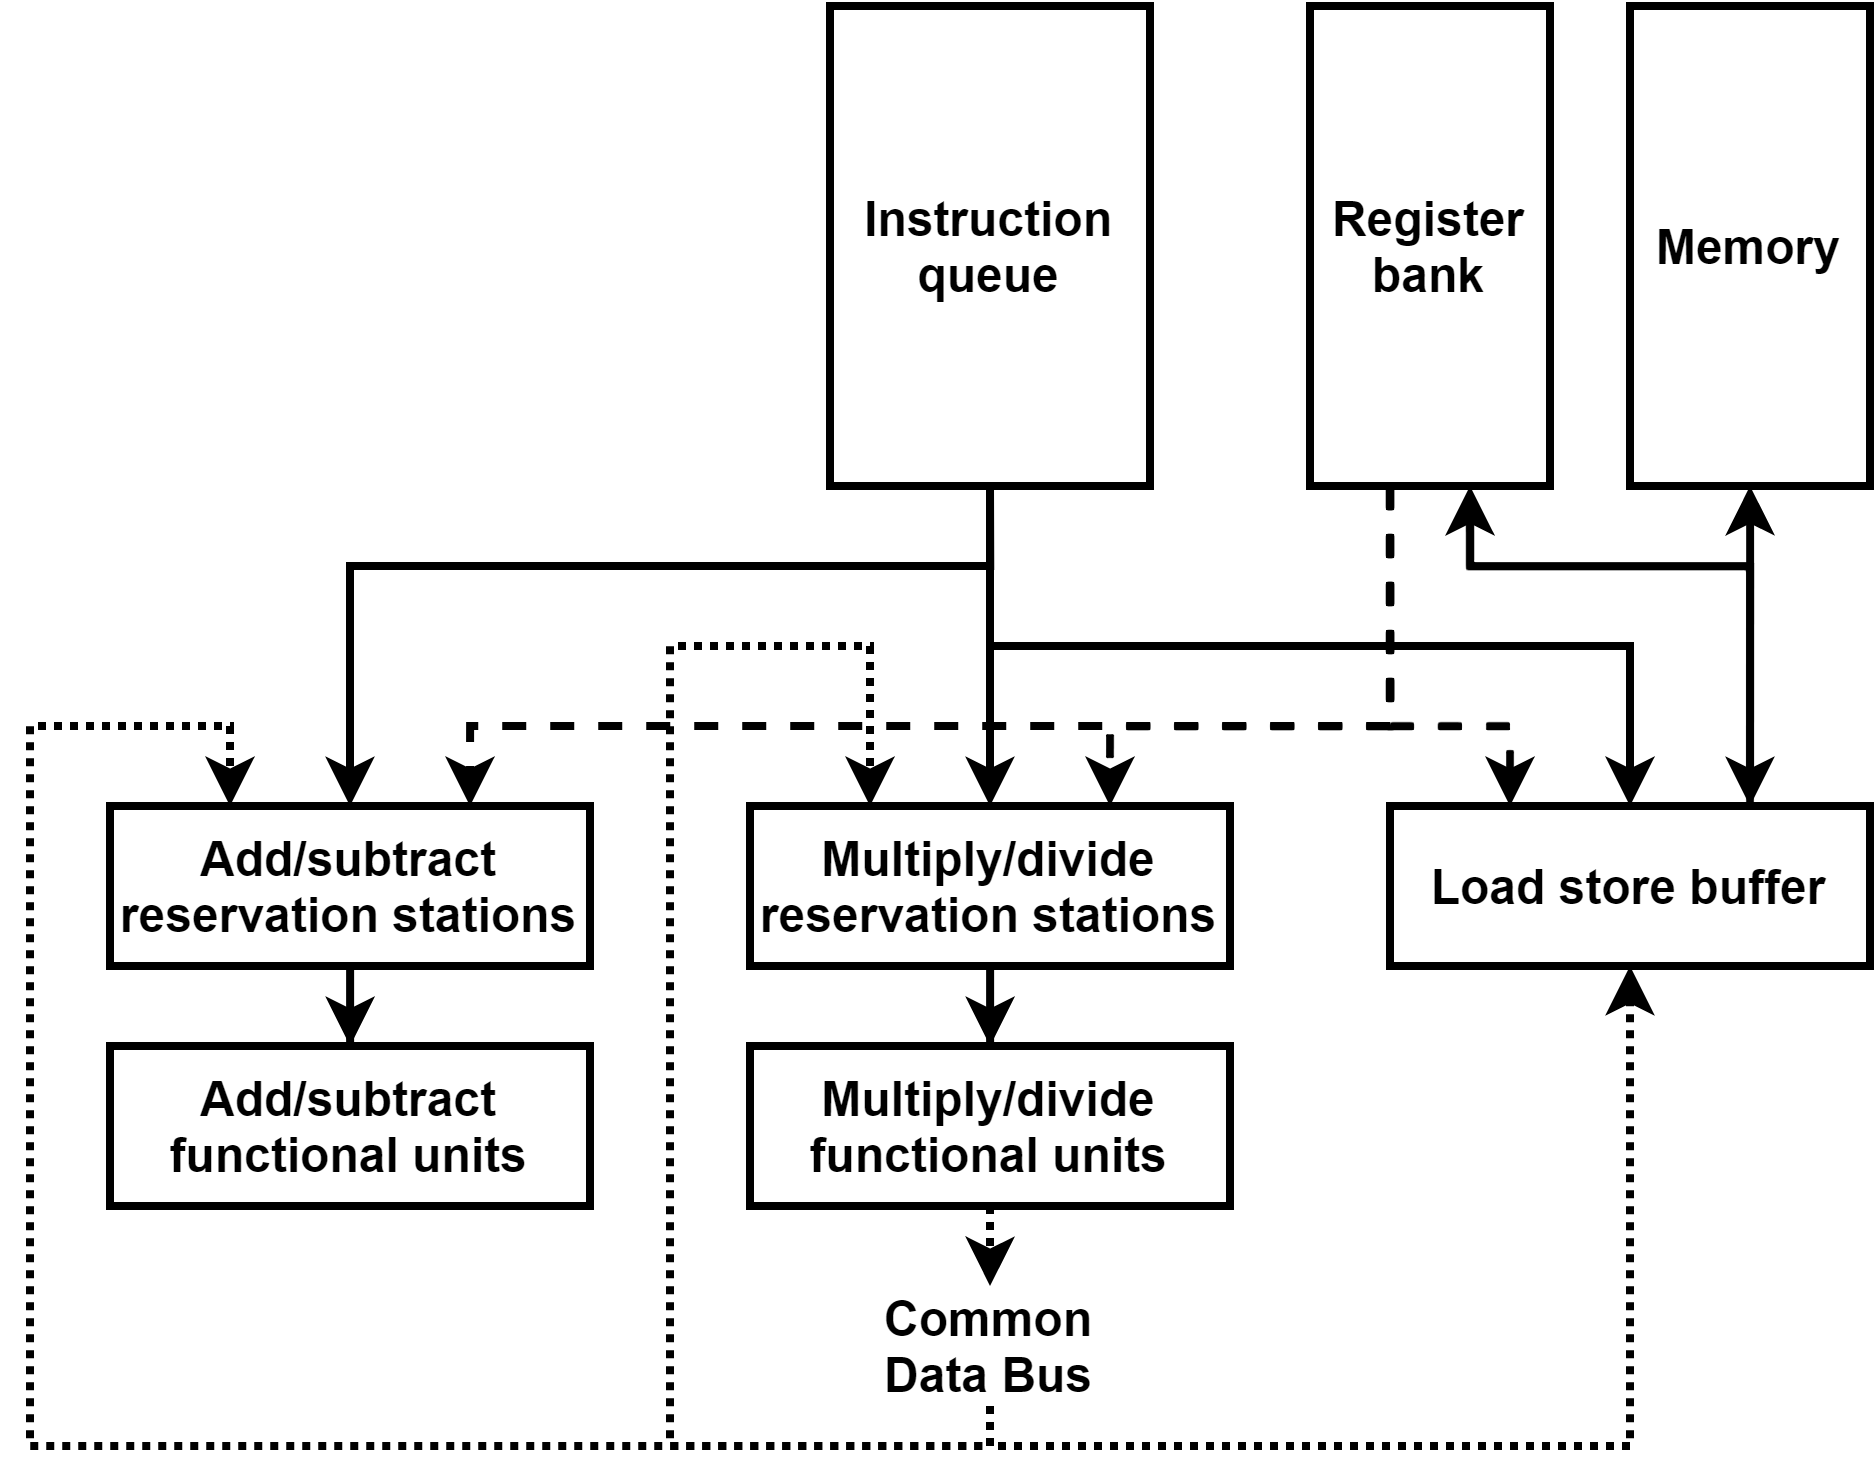 Instruction
queue
Register
bank
Memory
Add/subtract
reservation stations
Multiply/divide
reservation stations
Load store buffer
Add/subtract
functional units
Multiply/divide
functional units
Common
Data Bus